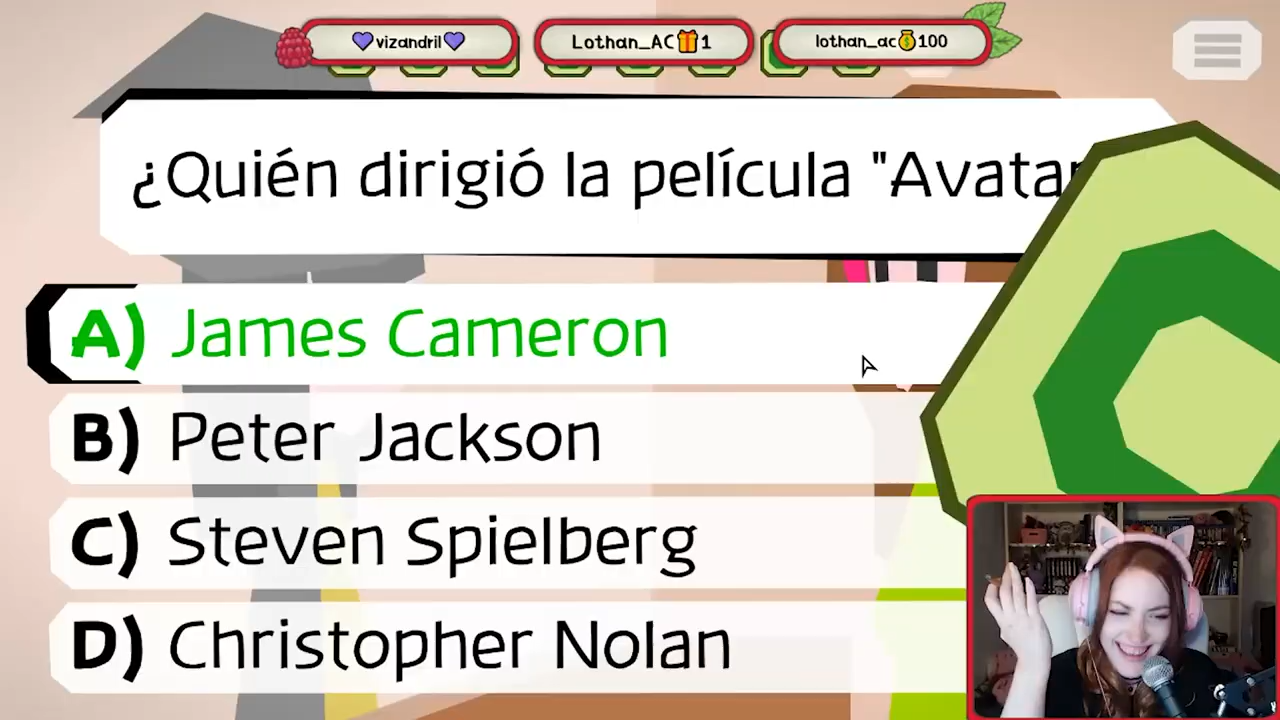 💜vizandril💜
Lothan_AC🎁1
lothan_ac💰100
¿Quién dirigió la película "Avatar
A) James Cameron
B) Peter Jackson
C) Steven Spielberg
D) Christopher Nolan